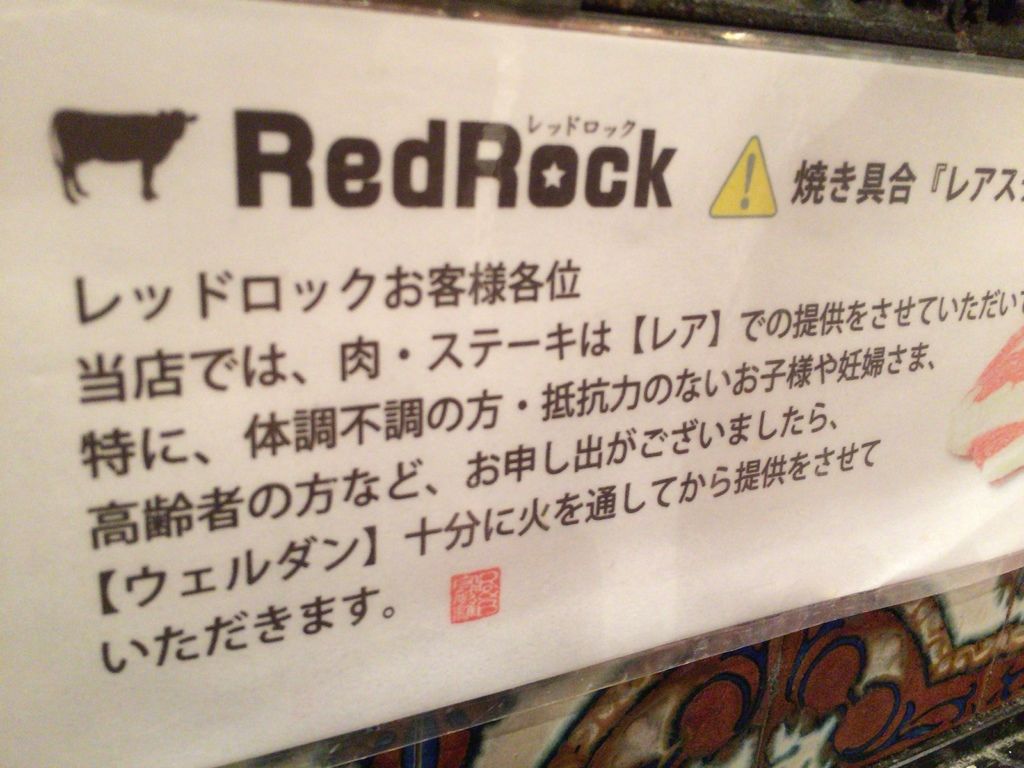 RedRock
レッドロック
焼き具合『レアス
レッドロックお客様各位
当店では、肉・ステーキは【レア】での提供をさせていただいて
特に、体調不調の方・抵抗力のないお子様や妊婦さま、
高齢者の方など、お申し出がございましたら、
【ウェルダン】十分に火を通してから提供をさせて
いただきます。